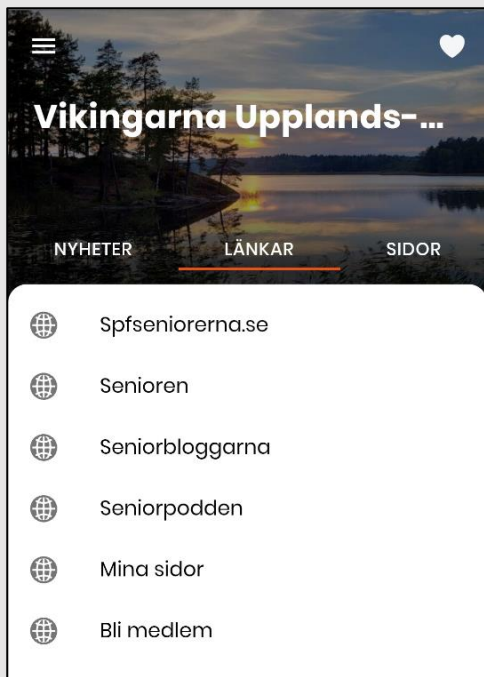 Vikingarna Upplands-...
NYHETER LÄNKAR SIDOR
Spfseniorerna.se
Senioren
Seniorbloggarna
Seniorpodden
Mina sidor
Bli medlem